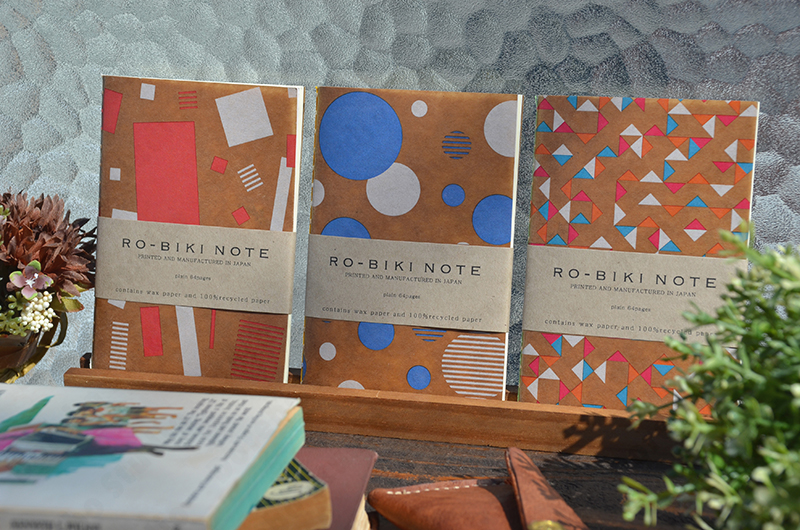 RO-BIKI NOTE
PRINTED AND MANUFACTURED IN JAPAN
plain 64pages
contains wax paper and 100%recycled paper
RO-BIKI NOTE
PRINTED AND MANUFACTURED IN JAPAN
plain 64pages
contains wax paper and 100%recycled paper
RO-BIKI NOTE
PRINTED AND MANUFACTURED IN JAPAN
plain 64pages
contains wax paper and 100%recycled paper